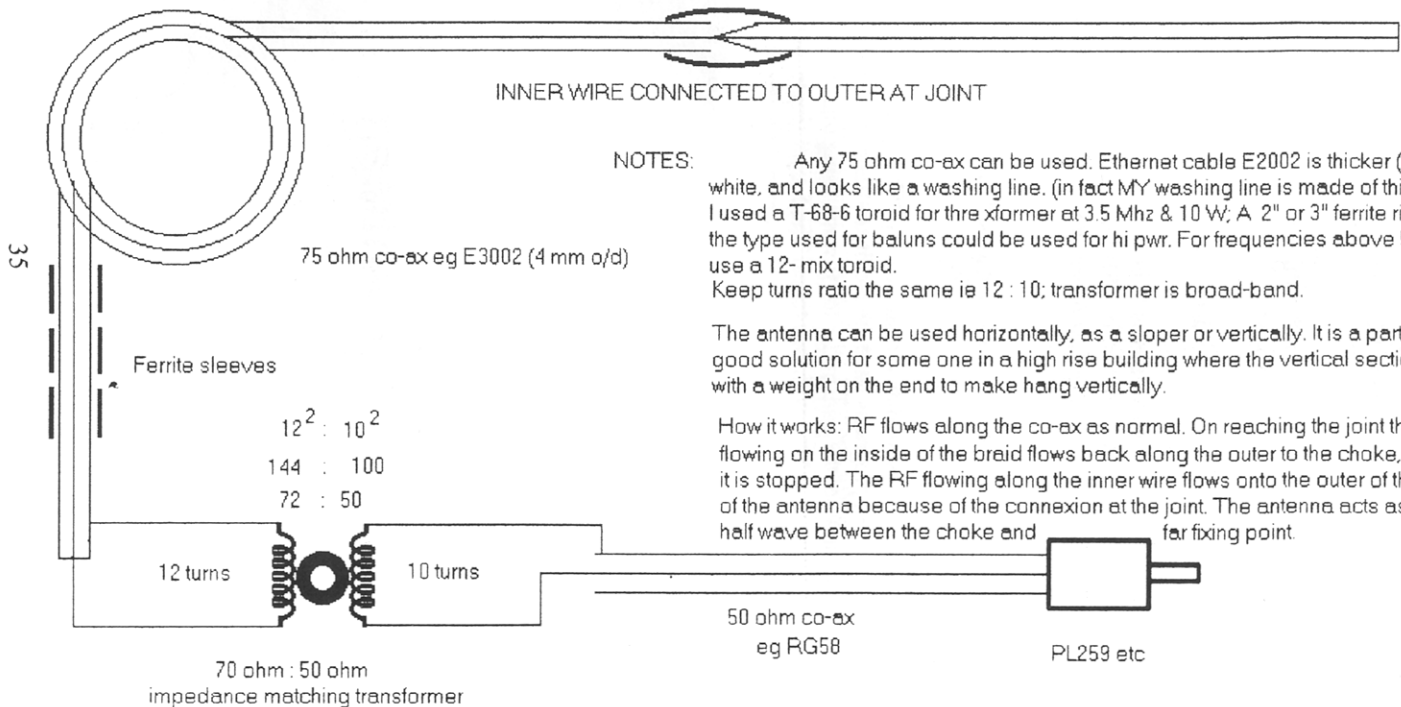 INNER WIRE CONNECTED TO OUTER AT JOINT
NOTES: Any 75 ohm co-ax can be used. Ethernet cable E2002 is thicker (
white, and looks like a washing line. (in fact MY washing line is made of thi
I used a T-68-6 toroid for thre xformer at 3.5 Mhz & 10 W; A 2" or 3" ferrite ri
the type used for baluns could be used for hi pwr. For frequencies above
use a 12- mix toroid.
Keep turns ratio the same ie 12 : 10; transformer is broad-band.
The antenna can be used horizontally, as a sloper or vertically. It is a part
good solution for some one in a high rise building where the vertical secti
with a weight on the end to make hang vertically.
How it works: RF flows along the co-ax as normal. On reaching the joint th
flowing on the inside of the braid flows back along the outer to the choke,
it is stopped. The RF flowing along the inner wire flows onto the outer of th
of the antenna because of the connexion at the joint. The antenna acts as
half wave between the choke and far fixing point.
35
75 ohm co-ax eg E3002 (4 mm o/d)
Ferrite sleeves
12² : 10²
144 : 100
72 : 50
12 turns
10 turns
50 ohm co-ax
eg RG58
PL259 etc
70 ohm : 50 ohm
impedance matching transformer